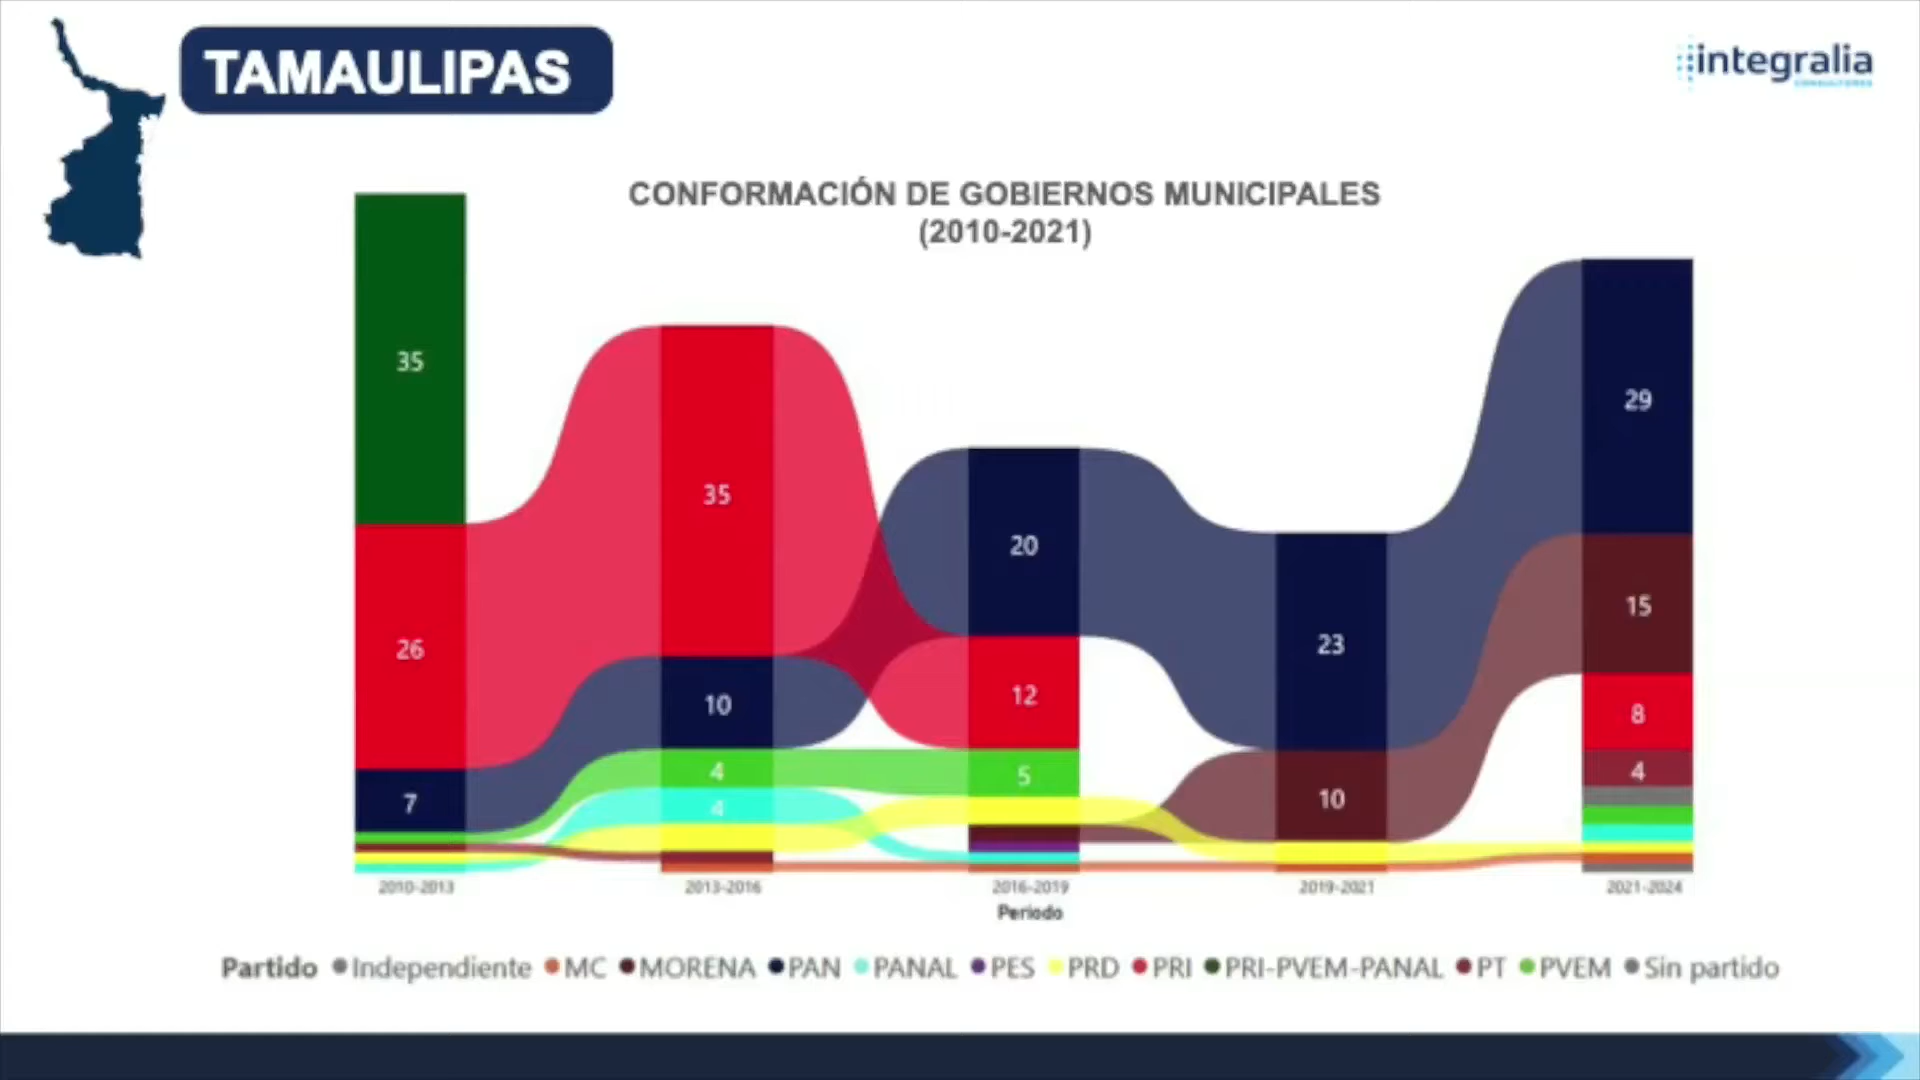 TAMAULIPAS
integralia
CONSULTORES
CONFORMACIÓN DE GOBIERNOS MUNICIPALES
(2010-2021)
35
26
7
35
10
4
4
20
12
5
23
10
29
15
8
4
2010-2013 2013-2016 2016-2019 2019-2021 2021-2024
Periodo
Partido Independiente MC MORENA PAN PANAL PES PRD PRI PRI-PVEM-PANAL PT PVEM Sin partido